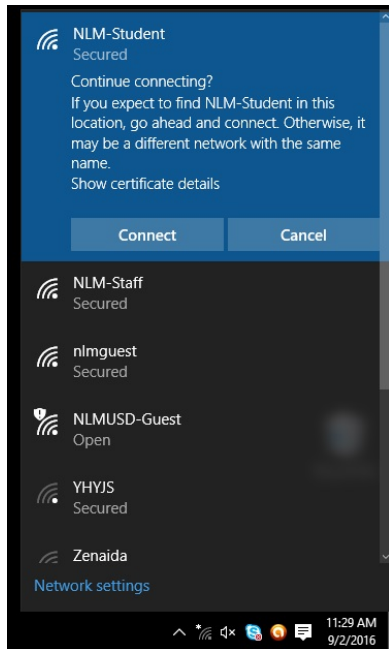 NLM-Student
Secured
Continue connecting?
If you expect to find NLM-Student in this
location, go ahead and connect. Otherwise, it
may be a different network with the same
name.
Show certificate details
Connect Cancel
NLM-Staff
Secured
nlmguest
Secured
NLMUSD-Guest
Open
YHYJS
Secured
Zenaida
Network settings
11:29 AM
9/2/2016